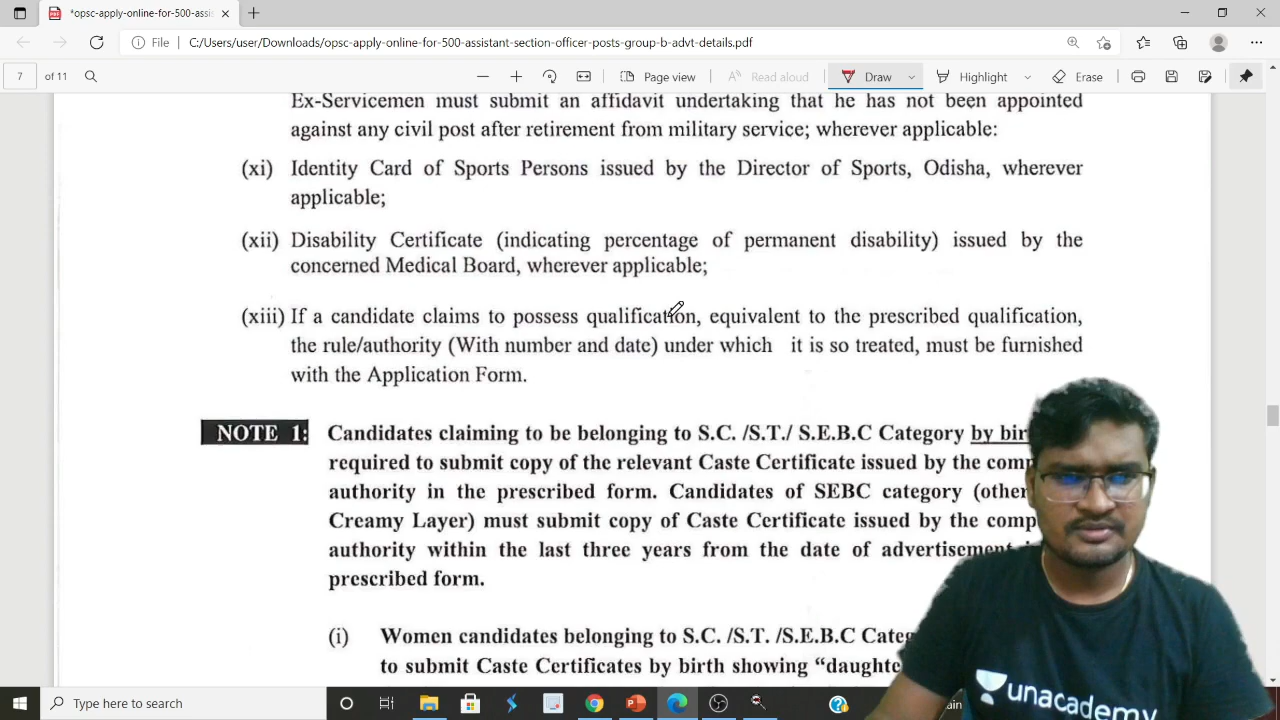 *opsc-apply-online-for-500-assi
File C:/Users/user/Downloads/opsc-apply-online-for-500-assistant-section-officer-posts-group-b-advt-details.pdf
7 of 11 Page view Read aloud Draw Highlight Erase
Ex-Servicemen must submit an affidavit undertaking that he has not been appointed
against any civil post after retirement from military service; wherever applicable:
(xi) Identity Card of Sports Persons issued by the Director of Sports, Odisha, wherever
applicable;
(xii) Disability Certificate (indicating percentage of permanent disability) issued by the
concerned Medical Board, wherever applicable;
(xiii) If a candidate claims to possess qualification, equivalent to the prescribed qualification,
the rule/authority (With number and date) under which it is so treated, must be furnished
with the Application Form.
NOTE 1: Candidates claiming to be belonging to S.C. /S.T./ S.E.B.C Category by bir
required to submit copy of the relevant Caste Certificate issued by the comp
authority in the prescribed form. Candidates of SEBC category (other
Creamy Layer) must submit copy of Caste Certificate issued by the comp
authority within the last three years from the date of advertisement
prescribed form.
(i) Women candidates belonging to S.C. /S.T. /S.E.B.C Categ
to submit Caste Certificates by birth showing “daughte
unacademy
Type here to search